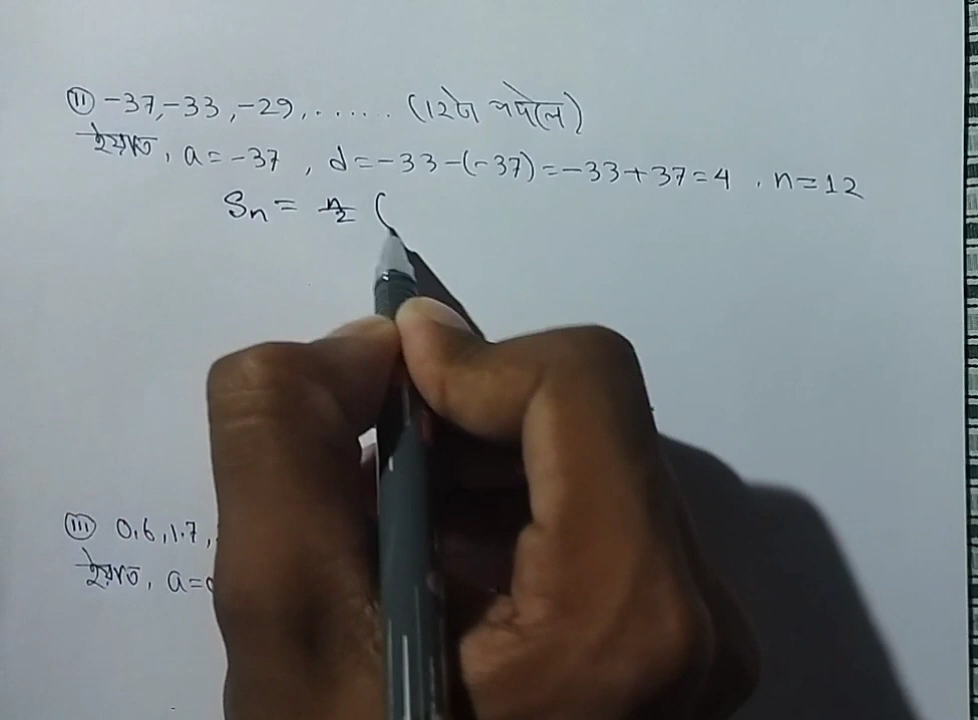 (ii) -37, -33, -29, ...... (12টা পদলৈ)
ইয়াত, a = -37 , d = -33-(-37) = -33+37 = 4 , n = 12
Sn = n/2 (
(iii) 0.6, 1.7,
ইয়াত, a =